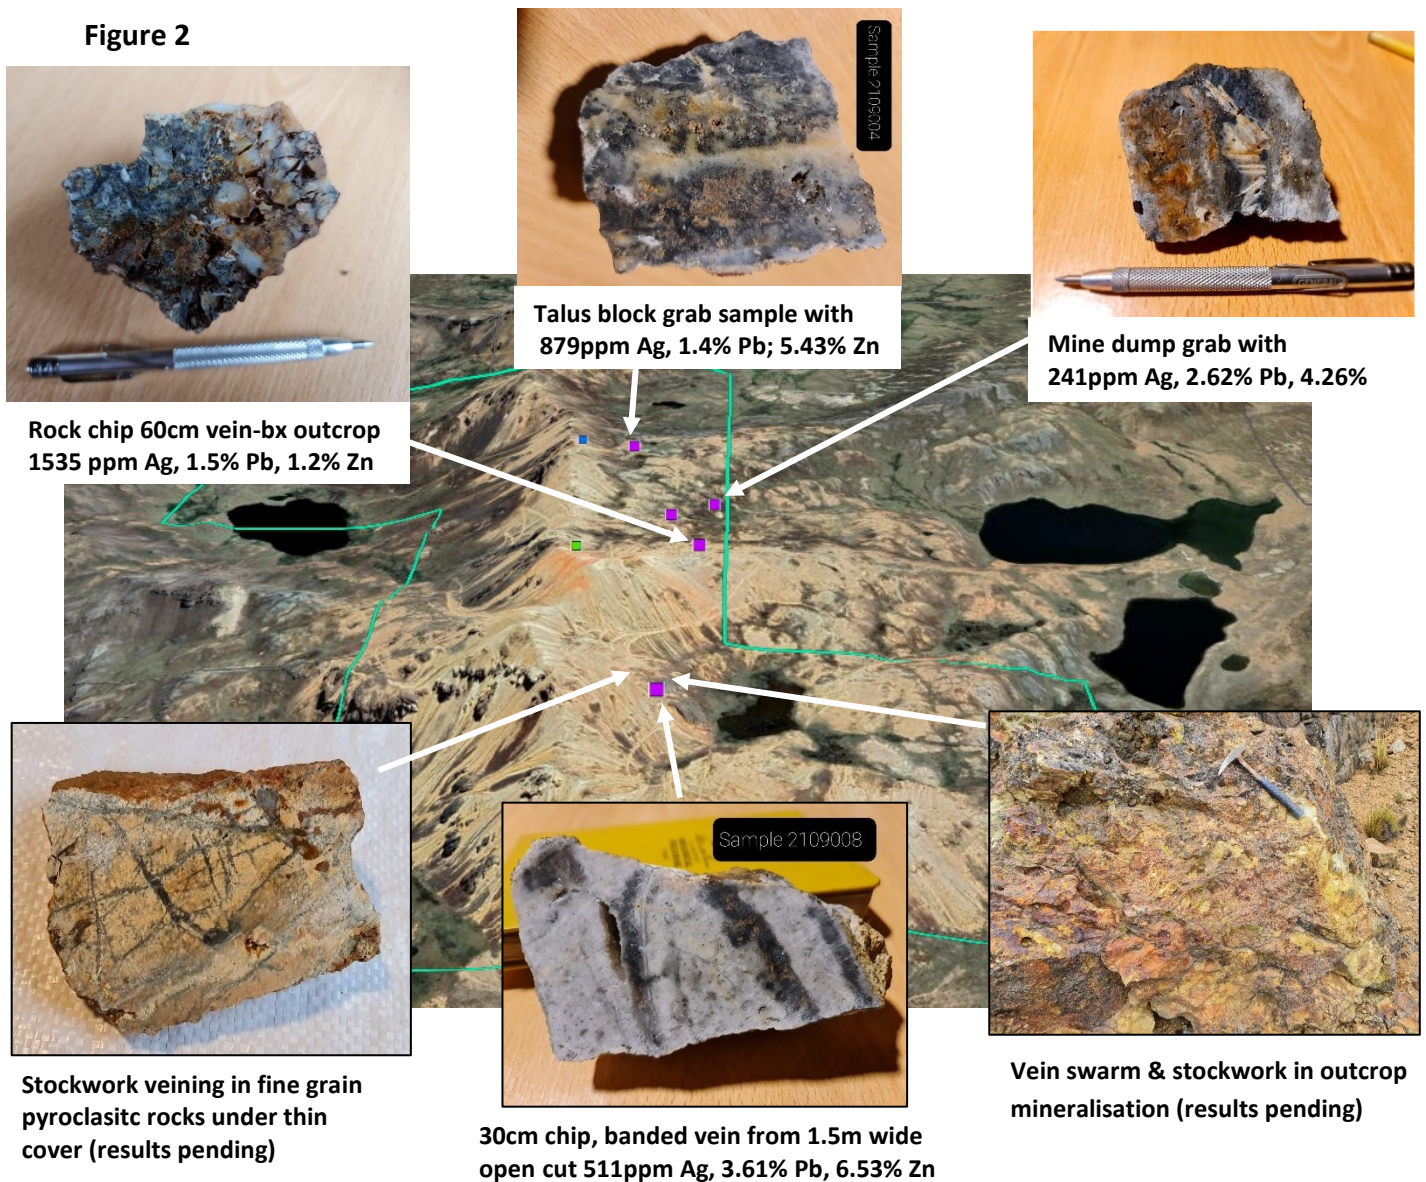 Figure 2
Sample 2109004
Talus block grab sample with
879ppm Ag, 1.4% Pb; 5.43% Zn
GENERAL
Mine dump grab with
241ppm Ag, 2.62% Pb, 4.26%
Rock chip 60cm vein-bx outcrop
1535 ppm Ag, 1.5% Pb, 1.2% Zn
Sample 2109008
Stockwork veining in fine grain
pyroclasitc rocks under thin
cover (results pending)
30cm chip, banded vein from 1.5m wide
open cut 511ppm Ag, 3.61% Pb, 6.53% Zn
Vein swarm & stockwork in outcrop
mineralisation (results pending)